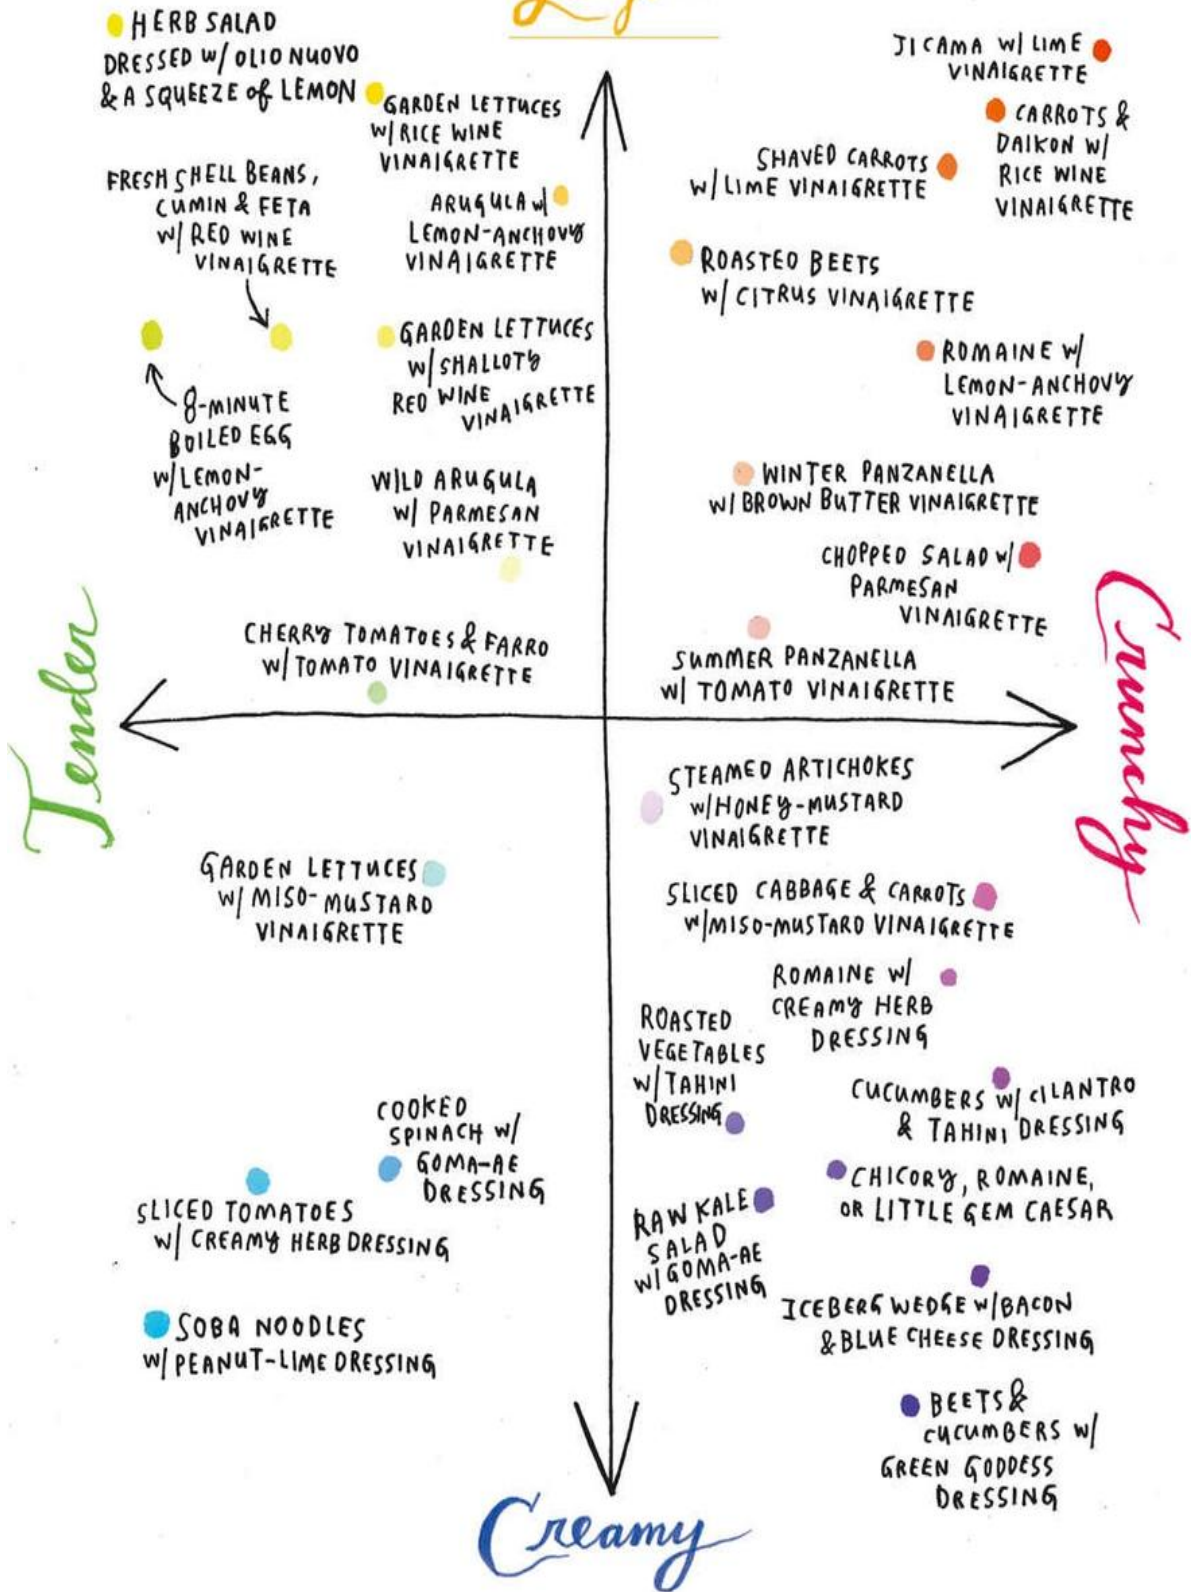 HERB SALAD
DRESSED w/ OLIO NUOVO
& A SQUEEZE of LEMON
GARDEN LETTUCES
w/ RICE WINE
VINAIGRETTE
FRESH SHELL BEANS,
CUMIN & FETA
w/ RED WINE
VINAIGRETTE
ARUGULA w/
LEMON-ANCHOVY
VINAIGRETTE
8-MINUTE
BOILED EGG
w/ LEMON-
ANCHOVY
VINAIGRETTE
GARDEN LETTUCES
w/ SHALLOTY
RED WINE
VINAIGRETTE
WILD ARUGULA
w/ PARMESAN
VINAIGRETTE
CHERRY TOMATOES & FARRO
w/ TOMATO VINAIGRETTE
JICAMA w/ LIME
VINAIGRETTE
CARROTS &
DAIKON w/
RICE WINE
VINAIGRETTE
SHAVED CARROTS
w/ LIME VINAIGRETTE
ROASTED BEETS
w/ CITRUS VINAIGRETTE
ROMAINE w/
LEMON-ANCHOVY
VINAIGRETTE
WINTER PANZANELLA
w/ BROWN BUTTER VINAIGRETTE
CHOPPED SALAD w/
PARMESAN
VINAIGRETTE
SUMMER PANZANELLA
w/ TOMATO VINAIGRETTE
Tender
Crunchy
GARDEN LETTUCES
w/ MISO-MUSTARD
VINAIGRETTE
COOKED
SPINACH w/
GOMA-AE
DRESSING
SLICED TOMATOES
w/ CREAMY HERB DRESSING
SOBA NOODLES
w/ PEANUT-LIME DRESSING
STEAMED ARTICHOKES
w/ HONEY-MUSTARD
VINAIGRETTE
SLICED CABBAGE & CARROTS
w/ MISO-MUSTARD VINAIGRETTE
ROMAINE w/
CREAMY HERB
DRESSING
ROASTED
VEGETABLES
w/ TAHINI
DRESSING
CUCUMBERS w/ CILANTRO
& TAHINI DRESSING
CHICORY, ROMAINE,
OR LITTLE GEM CAESAR
RAW KALE
SALAD
w/ GOMA-AE
DRESSING
ICEBERG WEDGE w/ BACON
& BLUE CHEESE DRESSING
BEETS &
CUCUMBERS w/
GREEN GODDESS
DRESSING
Creamy